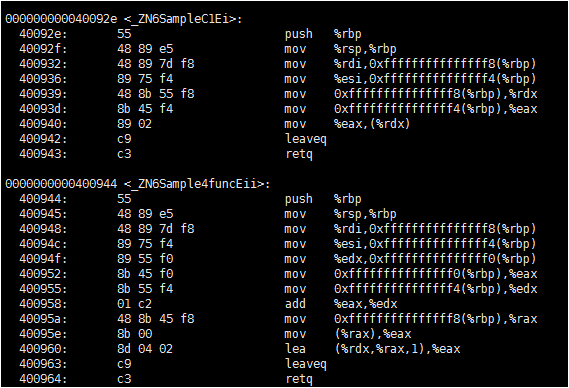 000000000040092e <_ZN6SampleC1Ei>:
40092e: 55 push %rbp
40092f: 48 89 e5 mov %rsp,%rbp
400932: 48 89 7d f8 mov %rdi,0xfffffffffffffff8(%rbp)
400936: 89 75 f4 mov %esi,0xfffffffffffffff4(%rbp)
400939: 48 8b 55 f8 mov 0xfffffffffffffff8(%rbp),%rdx
40093d: 8b 45 f4 mov 0xfffffffffffffff4(%rbp),%eax
400940: 89 02 mov %eax,(%rdx)
400942: c9 leaveq
400943: c3 retq
0000000000400944 <_ZN6Sample4funcEii>:
400944: 55 push %rbp
400945: 48 89 e5 mov %rsp,%rbp
400948: 48 89 7d f8 mov %rdi,0xfffffffffffffff8(%rbp)
40094c: 89 75 f4 mov %esi,0xfffffffffffffff4(%rbp)
40094f: 89 55 f0 mov %edx,0xfffffffffffffff0(%rbp)
400952: 8b 45 f0 mov 0xfffffffffffffff0(%rbp),%eax
400955: 8b 55 f4 mov 0xfffffffffffffff4(%rbp),%edx
400958: 01 c2 add %eax,%edx
40095a: 48 8b 45 f8 mov 0xfffffffffffffff8(%rbp),%rax
40095e: 8b 00 mov (%rax),%eax
400960: 8d 04 02 lea (%rdx,%rax,1),%eax
400963: c9 leaveq
400964: c3 retq